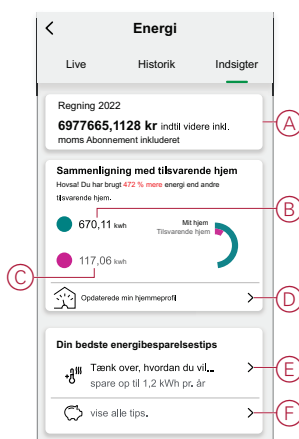 Energi
Live Historik Indsigter
Regning 2022
6977665,1128 kr indtil videre inkl.
moms Abonnement inkluderet
A
Sammenligning med tilsvarende hjem
Hovsa! Du har brugt 472 % mere energi end andre
tilsvarende hjem.
B
670,11 kwh
Mit hjem
Tilsvarende hjem
C
117,06 kwh
Opdaterede min hjemmeprofil
D
Din bedste energibesparelsestips
Tænk over, hvordan du vil...
E
spare op til 1,2 kWh pr. år
vise alle tips.
F